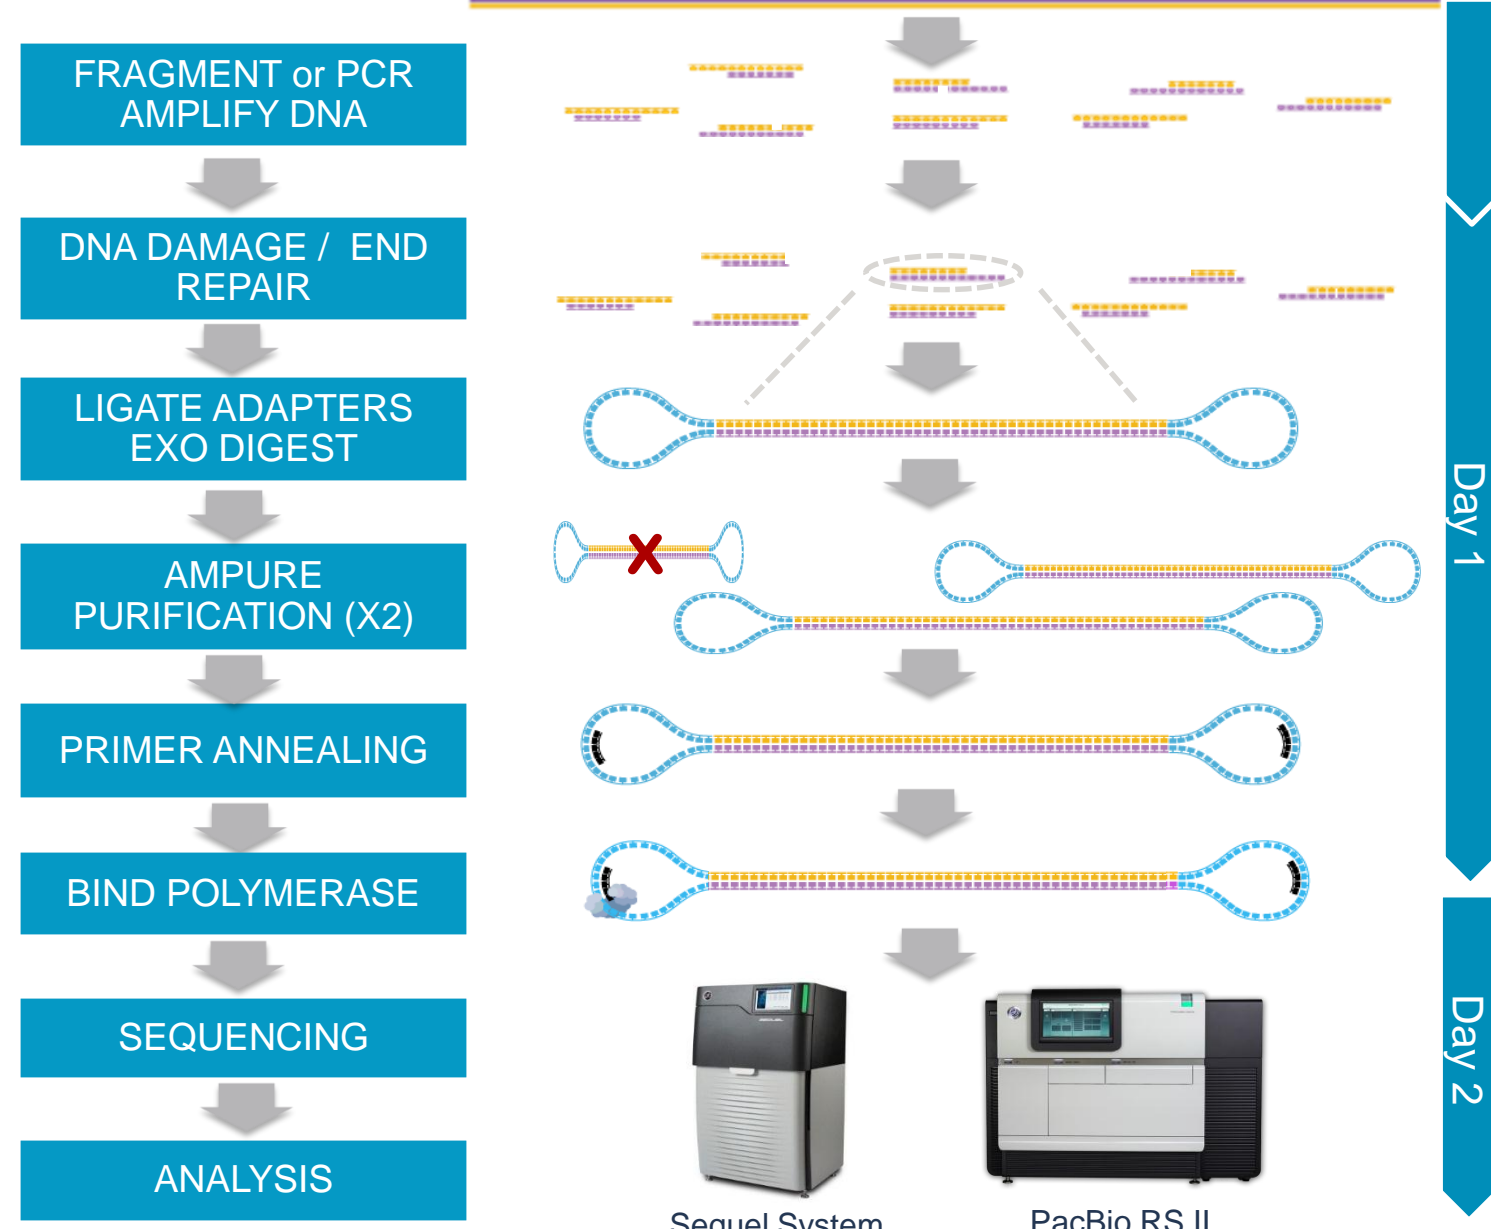 FRAGMENT or PCR
AMPLIFY DNA
DNA DAMAGE / END
REPAIR
LIGATE ADAPTERS
EXO DIGEST
AMPURE
PURIFICATION (X2)
PRIMER ANNEALING
BIND POLYMERASE
SEQUENCING
ANALYSIS
Day 1
Day 2
Sequel System
PacBio RS II